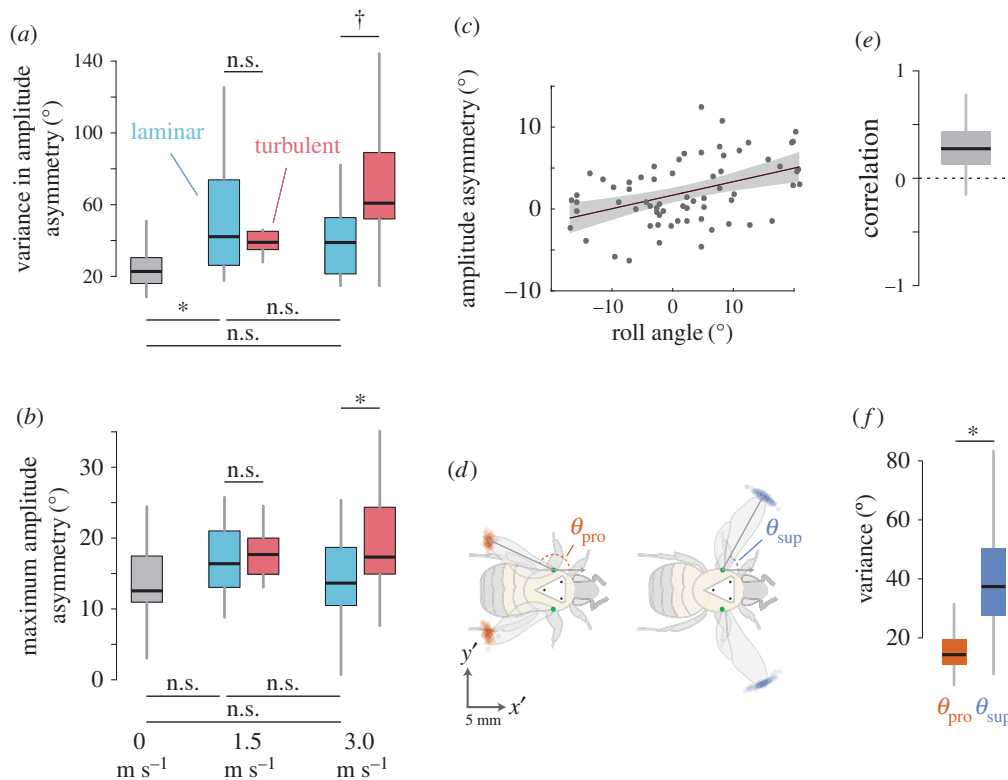 (a)
variance in amplitude
asymmetry (°)
140
100
60
20
laminar
turbulent
n.s.
†
*
n.s.
n.s.
(b)
maximum amplitude
asymmetry (°)
30
20
10
0
n.s.
*
n.s.
n.s.
n.s.
0
m s⁻¹
1.5
m s⁻¹
3.0
m s⁻¹
(c)
amplitude asymmetry (°)
10
0
−10
−10
0
10
roll angle (°)
(d)
θpro
θsup
y′
x′
5 mm
(e)
correlation
1
0
−1
(f)
variance (º)
80
60
40
20
*
θpro
θsup